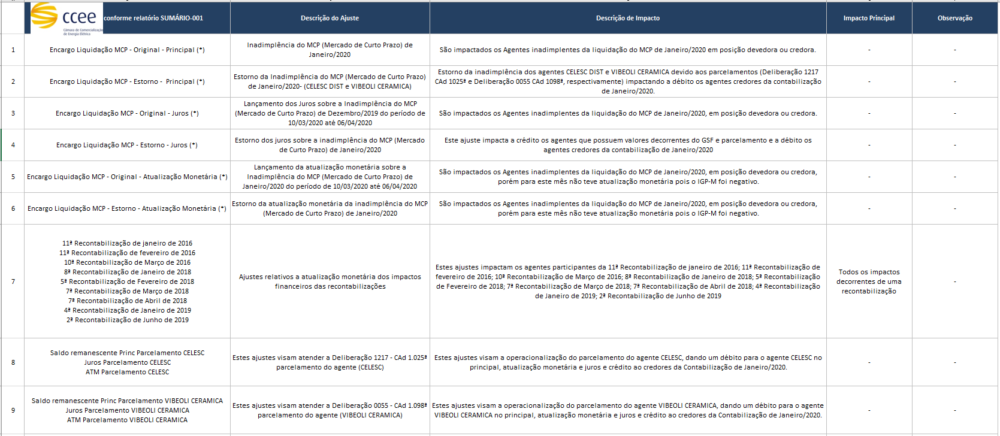 ccee
Câmara de Comercialização
de Energia Elétrica
conforme relatório SUMÁRIO-001
Descrição do Ajuste
Descrição de Impacto
Impacto Principal
Observação
1
Encargo Liquidação MCP - Original - Principal (*)
Inadimplência do MCP (Mercado de Curto Prazo) de
Janeiro/2020
São impactados os Agentes inadimplentes da liquidação do MCP de Janeiro/2020 em posição devedora ou credora.
-
-
2
Encargo Liquidação MCP - Estorno - Principal (*)
Estorno da Inadimplência do MCP (Mercado de Curto Prazo)
de Janeiro/2020- (CELESC DIST e VIBEOLI CERAMICA)
Estorno da inadimplência dos agentes CELESC DIST e VIBEOLI CERAMICA devido aos parcelamentos (Deliberação 1217
CAd 1025ª e Deliberação 0055 CAd 1098ª, respectivamente) impactando a débito os agentes credores da contabilização
de Janeiro/2020.
-
-
3
Encargo Liquidação MCP - Original - Juros (*)
Lançamento dos Juros sobre a Inadimplência do MCP
(Mercado de Curto Prazo) de Dezembro/2019 do período de
10/03/2020 até 06/04/2020
São impactados os Agentes inadimplentes da liquidação do MCP de Janeiro/2020, em posição devedora ou credora.
-
-
4
Encargo Liquidação MCP - Estorno - Juros (*)
Estorno dos juros sobre a inadimplência do MCP (Mercado
de Curto Prazo) de Janeiro/2020
Este ajuste impacta a crédito os agentes que possuem valores decorrentes do GSF e parcelamento e a débito os
agentes credores da contabilização de Janeiro/2020
-
-
5
Encargo Liquidação MCP - Original - Atualização Monetária (*)
Lançamento da atualização monetária sobre a
Inadimplência do MCP (Mercado de Curto Prazo) de
Janeiro/2020 do período de 10/03/2020 até 06/04/2020
São impactados os Agentes inadimplentes da liquidação do MCP de Janeiro/2020, em posição devedora ou credora,
porém para este mês não teve atualização monetária pois o IGP-M foi negativo.
-
-
6
Encargo Liquidação MCP - Estorno - Atualização Monetária (*)
Estorno da atualização monetária da inadimplência do MCP
(Mercado de Curto Prazo) de Janeiro/2020
São impactados os Agentes inadimplentes da liquidação do MCP de Janeiro/2020, em posição devedora ou credora,
porém para este mês não teve atualização monetária pois o IGP-M foi negativo.
-
-
7
11ª Recontabilização de janeiro de 2016
11ª Recontabilização de fevereiro de 2016
10ª Recontabilização de Março de 2016
8ª Recontabilização de Janeiro de 2018
5ª Recontabilização de Fevereiro de 2018
7ª Recontabilização de Março de 2018
7ª Recontabilização de Abril de 2018
4ª Recontabilização de Janeiro de 2019
2ª Recontabilização de Junho de 2019
Ajustes relativos a atualização monetária dos impactos
financeiros das recontabilizações
Estes ajustes impactam os agentes participantes da 11ª Recontabilização de janeiro de 2016; 11ª Recontabilização de
fevereiro de 2016; 10ª Recontabilização de Março de 2016; 8ª Recontabilização de Janeiro de 2018; 5ª Recontabilização
de Fevereiro de 2018; 7ª Recontabilização de Março de 2018; 7ª Recontabilização de Abril de 2018; 4ª Recontabilização
de Janeiro de 2019; 2ª Recontabilização de Junho de 2019
Todos os impactos
decorrentes de uma
recontabilização
-
8
Saldo remanescente Princ Parcelamento CELESC
Juros Parcelamento CELESC
ATM Parcelamento CELESC
Estes ajustes visam atender a Deliberação 1217 - CAd 1.025ª
parcelamento do agente (CELESC)
Estes ajustes visam a operacionalização do parcelamento do agente CELESC, dando um débito para o agente CELESC no
principal, atualização monetária e juros e crédito ao credores da Contabilização de Janeiro/2020.
-
-
9
Saldo remanescente Princ Parcelamento VIBEOLI CERAMICA
Juros Parcelamento VIBEOLI CERAMICA
ATM Parcelamento VIBEOLI CERAMICA
Estes ajustes visam atender a Deliberação 0055 - CAd 1.098ª
parcelamento do agente (VIBEOLI CERAMICA)
Estes ajustes visam a operacionalização do parcelamento do agente VIBEOLI CERAMICA, dando um débito para o agente
VIBEOLI CERAMICA no principal, atualização monetária e juros e crédito ao credores da Contabilização de Janeiro/2020.
-
-